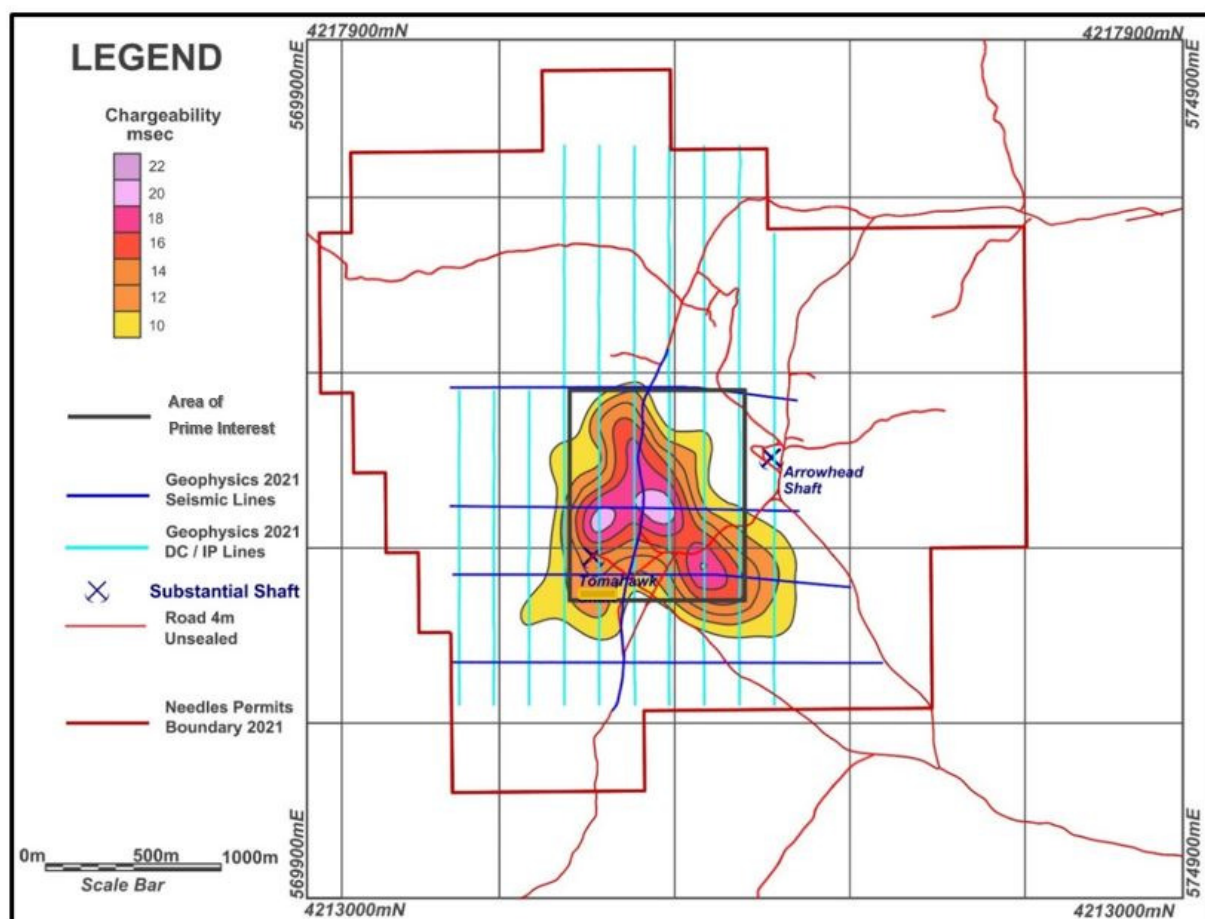 4217900mN
4217900mN
569900mE
574900mE
LEGEND
Chargeability
msec
22
20
18
16
14
12
10
Area of
Prime Interest
Geophysics 2021
Seismic Lines
Geophysics 2021
DC / IP Lines
Substantial Shaft
Road 4m
Unsealed
Needles Permits
Boundary 2021
0m 500m 1000m
Scale Bar
Arrowhead
Shaft
Tomahawk
569900mE
574900mE
4213000mN
4213000mN